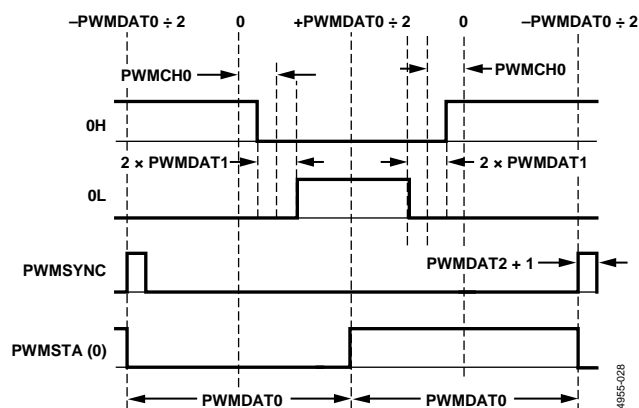 –PWMDAT0 ÷ 2 0 +PWMDAT0 ÷ 2 0 –PWMDAT0 ÷ 2
PWMCH0 PWMCH0
0H
2 × PWMDAT1 2 × PWMDAT1
0L
PWMDAT2 + 1
PWMSYNC
PWMSTA (0)
PWMDAT0 PWMDAT0
4955-028